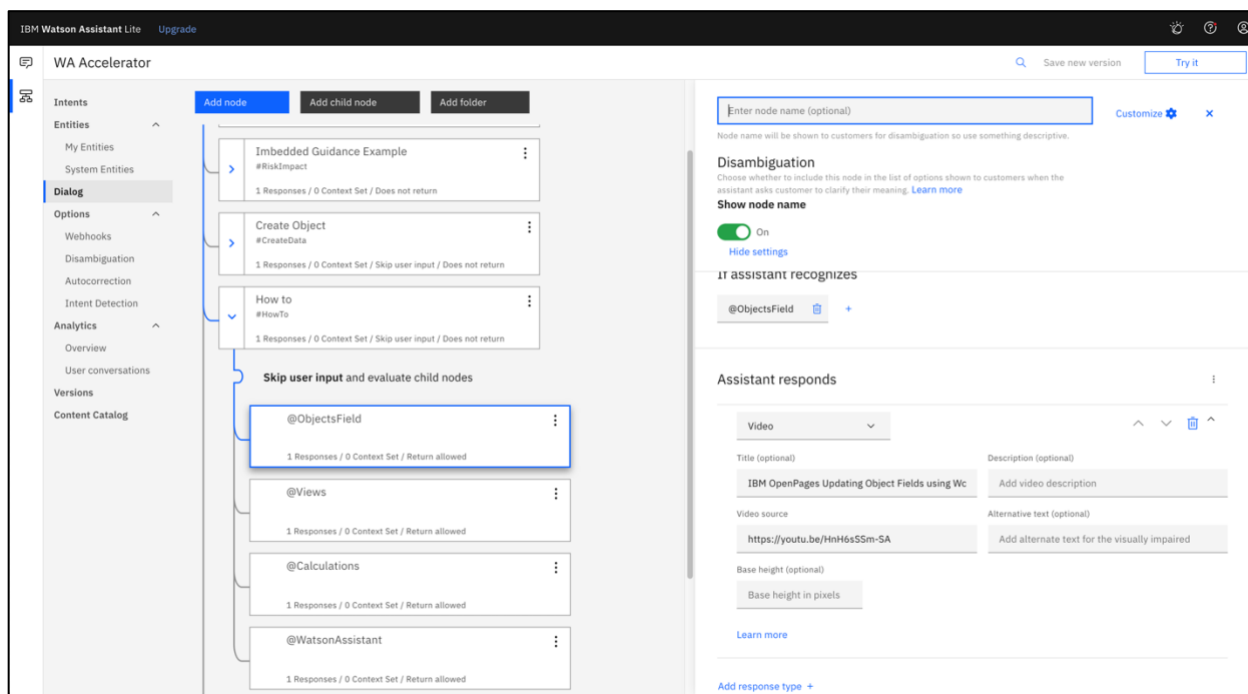 IBM Watson Assistant Lite Upgrade
WA Accelerator
Save new version
Try it
Intents
Entities
My Entities
System Entities
Dialog
Options
Webhooks
Disambiguation
Autocorrection
Intent Detection
Analytics
Overview
User conversations
Versions
Content Catalog
Add node
Add child node
Add folder
Imbedded Guidance Example
#RiskImpact
1 Responses / 0 Context Set / Does not return
Create Object
#CreateData
1 Responses / 0 Context Set / Skip user input / Does not return
How to
#HowTo
1 Responses / 0 Context Set / Skip user input / Does not return
Skip user input and evaluate child nodes
@ObjectsField
1 Responses / 0 Context Set / Return allowed
@Views
1 Responses / 0 Context Set / Return allowed
@Calculations
1 Responses / 0 Context Set / Return allowed
@WatsonAssistant
1 Responses / 0 Context Set / Return allowed
Enter node name (optional)
Customize
Node name will be shown to customers for disambiguation so use something descriptive.
Disambiguation
Choose whether to include this node in the list of options shown to customers when the
assistant asks customer to clarify their meaning. Learn more
Show node name
On
Hide settings
If assistant recognizes
@ObjectsField
Assistant responds
Video
Title (optional)
Description (optional)
IBM OpenPages Updating Object Fields using Wc
Add video description
Video source
Alternative text (optional)
https://youtu.be/HnH6sSSm-SA
Add alternate text for the visually impaired
Base height (optional)
Base height in pixels
Learn more
Add response type +